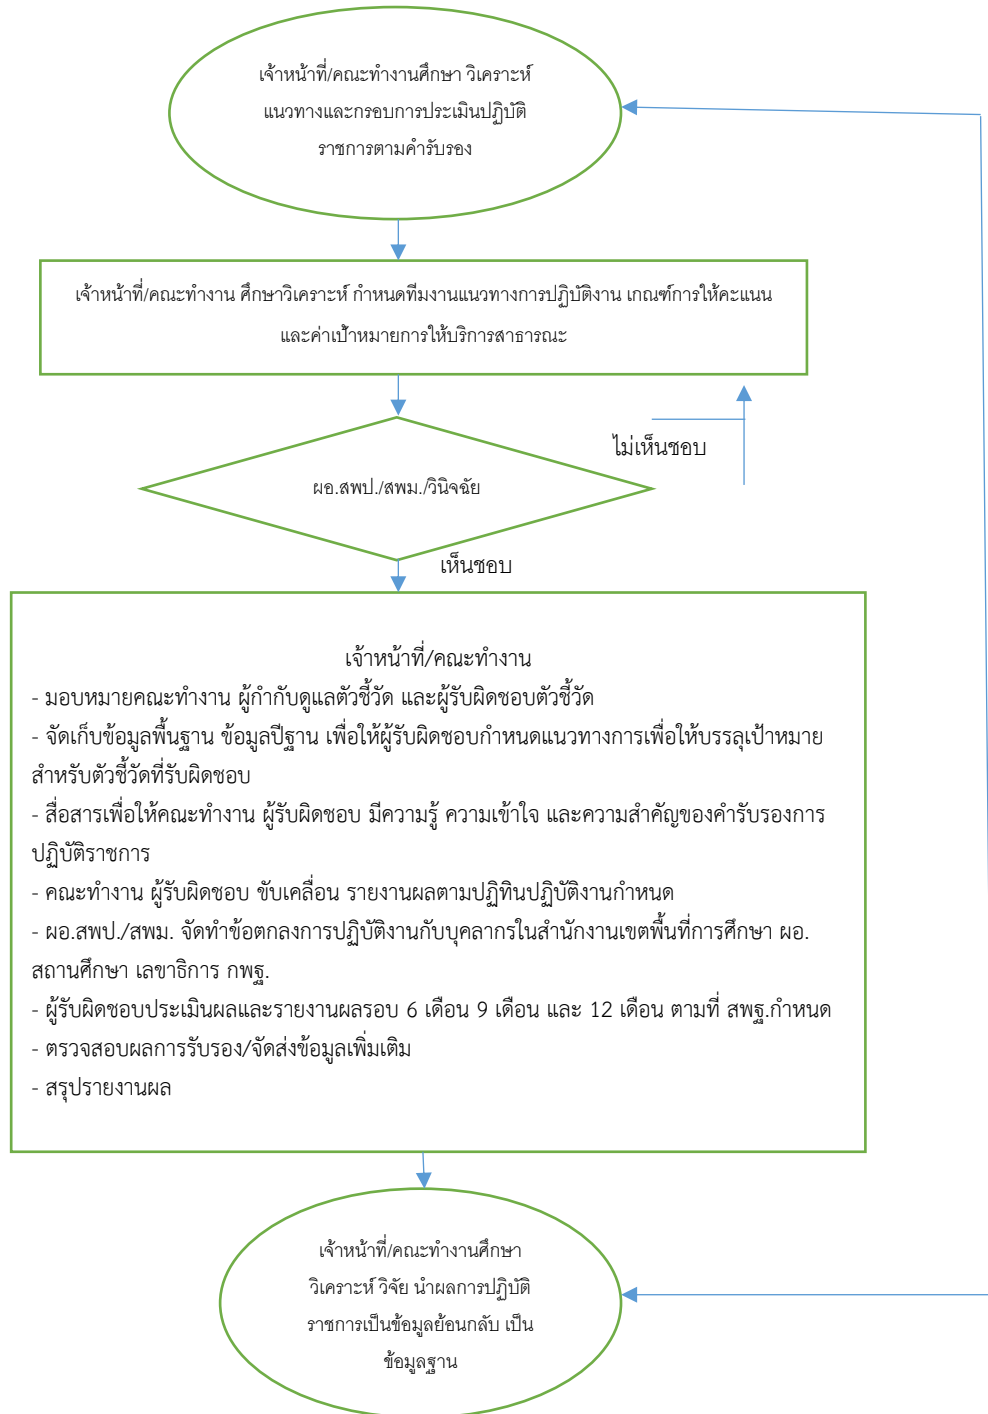 เจ้าหน้าที่/คณะทำงานศึกษา วิเคราะห์
แนวทางและกรอบการประเมินปฏิบัติ
ราชการตามคำรับรอง
เจ้าหน้าที่/คณะทำงาน ศึกษาวิเคราะห์ กำหนดทีมงานแนวทางการปฏิบัติงาน เกณฑ์การให้คะแนน
และค่าเป้าหมายการให้บริการสาธารณะ
ไม่เห็นชอบ
ผอ.สพป./สพม./วินิจฉัย
เห็นชอบ
เจ้าหน้าที่/คณะทำงาน
- มอบหมายคณะทำงาน ผู้กำกับดูแลตัวชี้วัด และผู้รับผิดชอบตัวชี้วัด
- จัดเก็บข้อมูลพื้นฐาน ข้อมูลปีฐาน เพื่อให้ผู้รับผิดชอบกำหนดแนวทางการเพื่อให้บรรลุเป้าหมาย
สำหรับตัวชี้วัดที่รับผิดชอบ
- สื่อสารเพื่อให้คณะทำงาน ผู้รับผิดชอบ มีความรู้ ความเข้าใจ และความสำคัญของคำรับรองการ
ปฏิบัติราชการ
- คณะทำงาน ผู้รับผิดชอบ ขับเคลื่อน รายงานผลตามปฏิทินปฏิบัติงานกำหนด
- ผอ.สพป./สพม. จัดทำข้อตกลงการปฏิบัติงานกับบุคลากรในสำนักงานเขตพื้นที่การศึกษา ผอ.
สถานศึกษา เลขาธิการ กพฐ.
- ผู้รับผิดชอบประเมินผลและรายงานผลรอบ 6 เดือน 9 เดือน และ 12 เดือน ตามที่ สพฐ.กำหนด
- ตรวจสอบผลการรับรอง/จัดส่งข้อมูลเพิ่มเติม
- สรุปรายงานผล
เจ้าหน้าที่/คณะทำงานศึกษา
วิเคราะห์ วิจัย นำผลการปฏิบัติ
ราชการเป็นข้อมูลย้อนกลับ เป็น
ข้อมูลฐาน